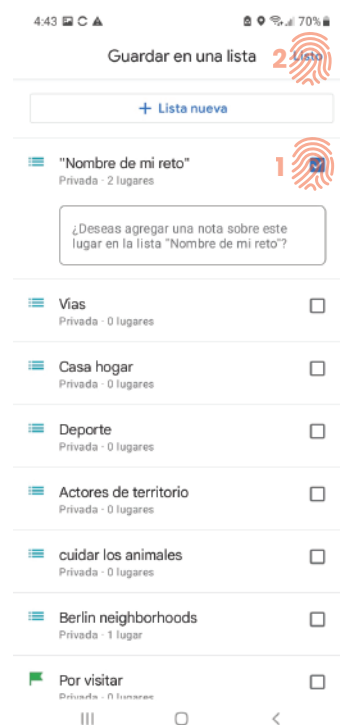 4:43 C 70%
Guardar en una lista 2 Listo
+ Lista nueva
"Nombre de mi reto" 1
Privada · 2 lugares
¿Deseas agregar una nota sobre este
lugar en la lista "Nombre de mi reto"?
Vías
Privada · 0 lugares
Casa hogar
Privada · 0 lugares
Deporte
Privada · 0 lugares
Actores de territorio
Privada · 0 lugares
cuidar los animales
Privada · 0 lugares
Berlin neighborhoods
Privada · 1 lugar
Por visitar
Privada · 0 lugares